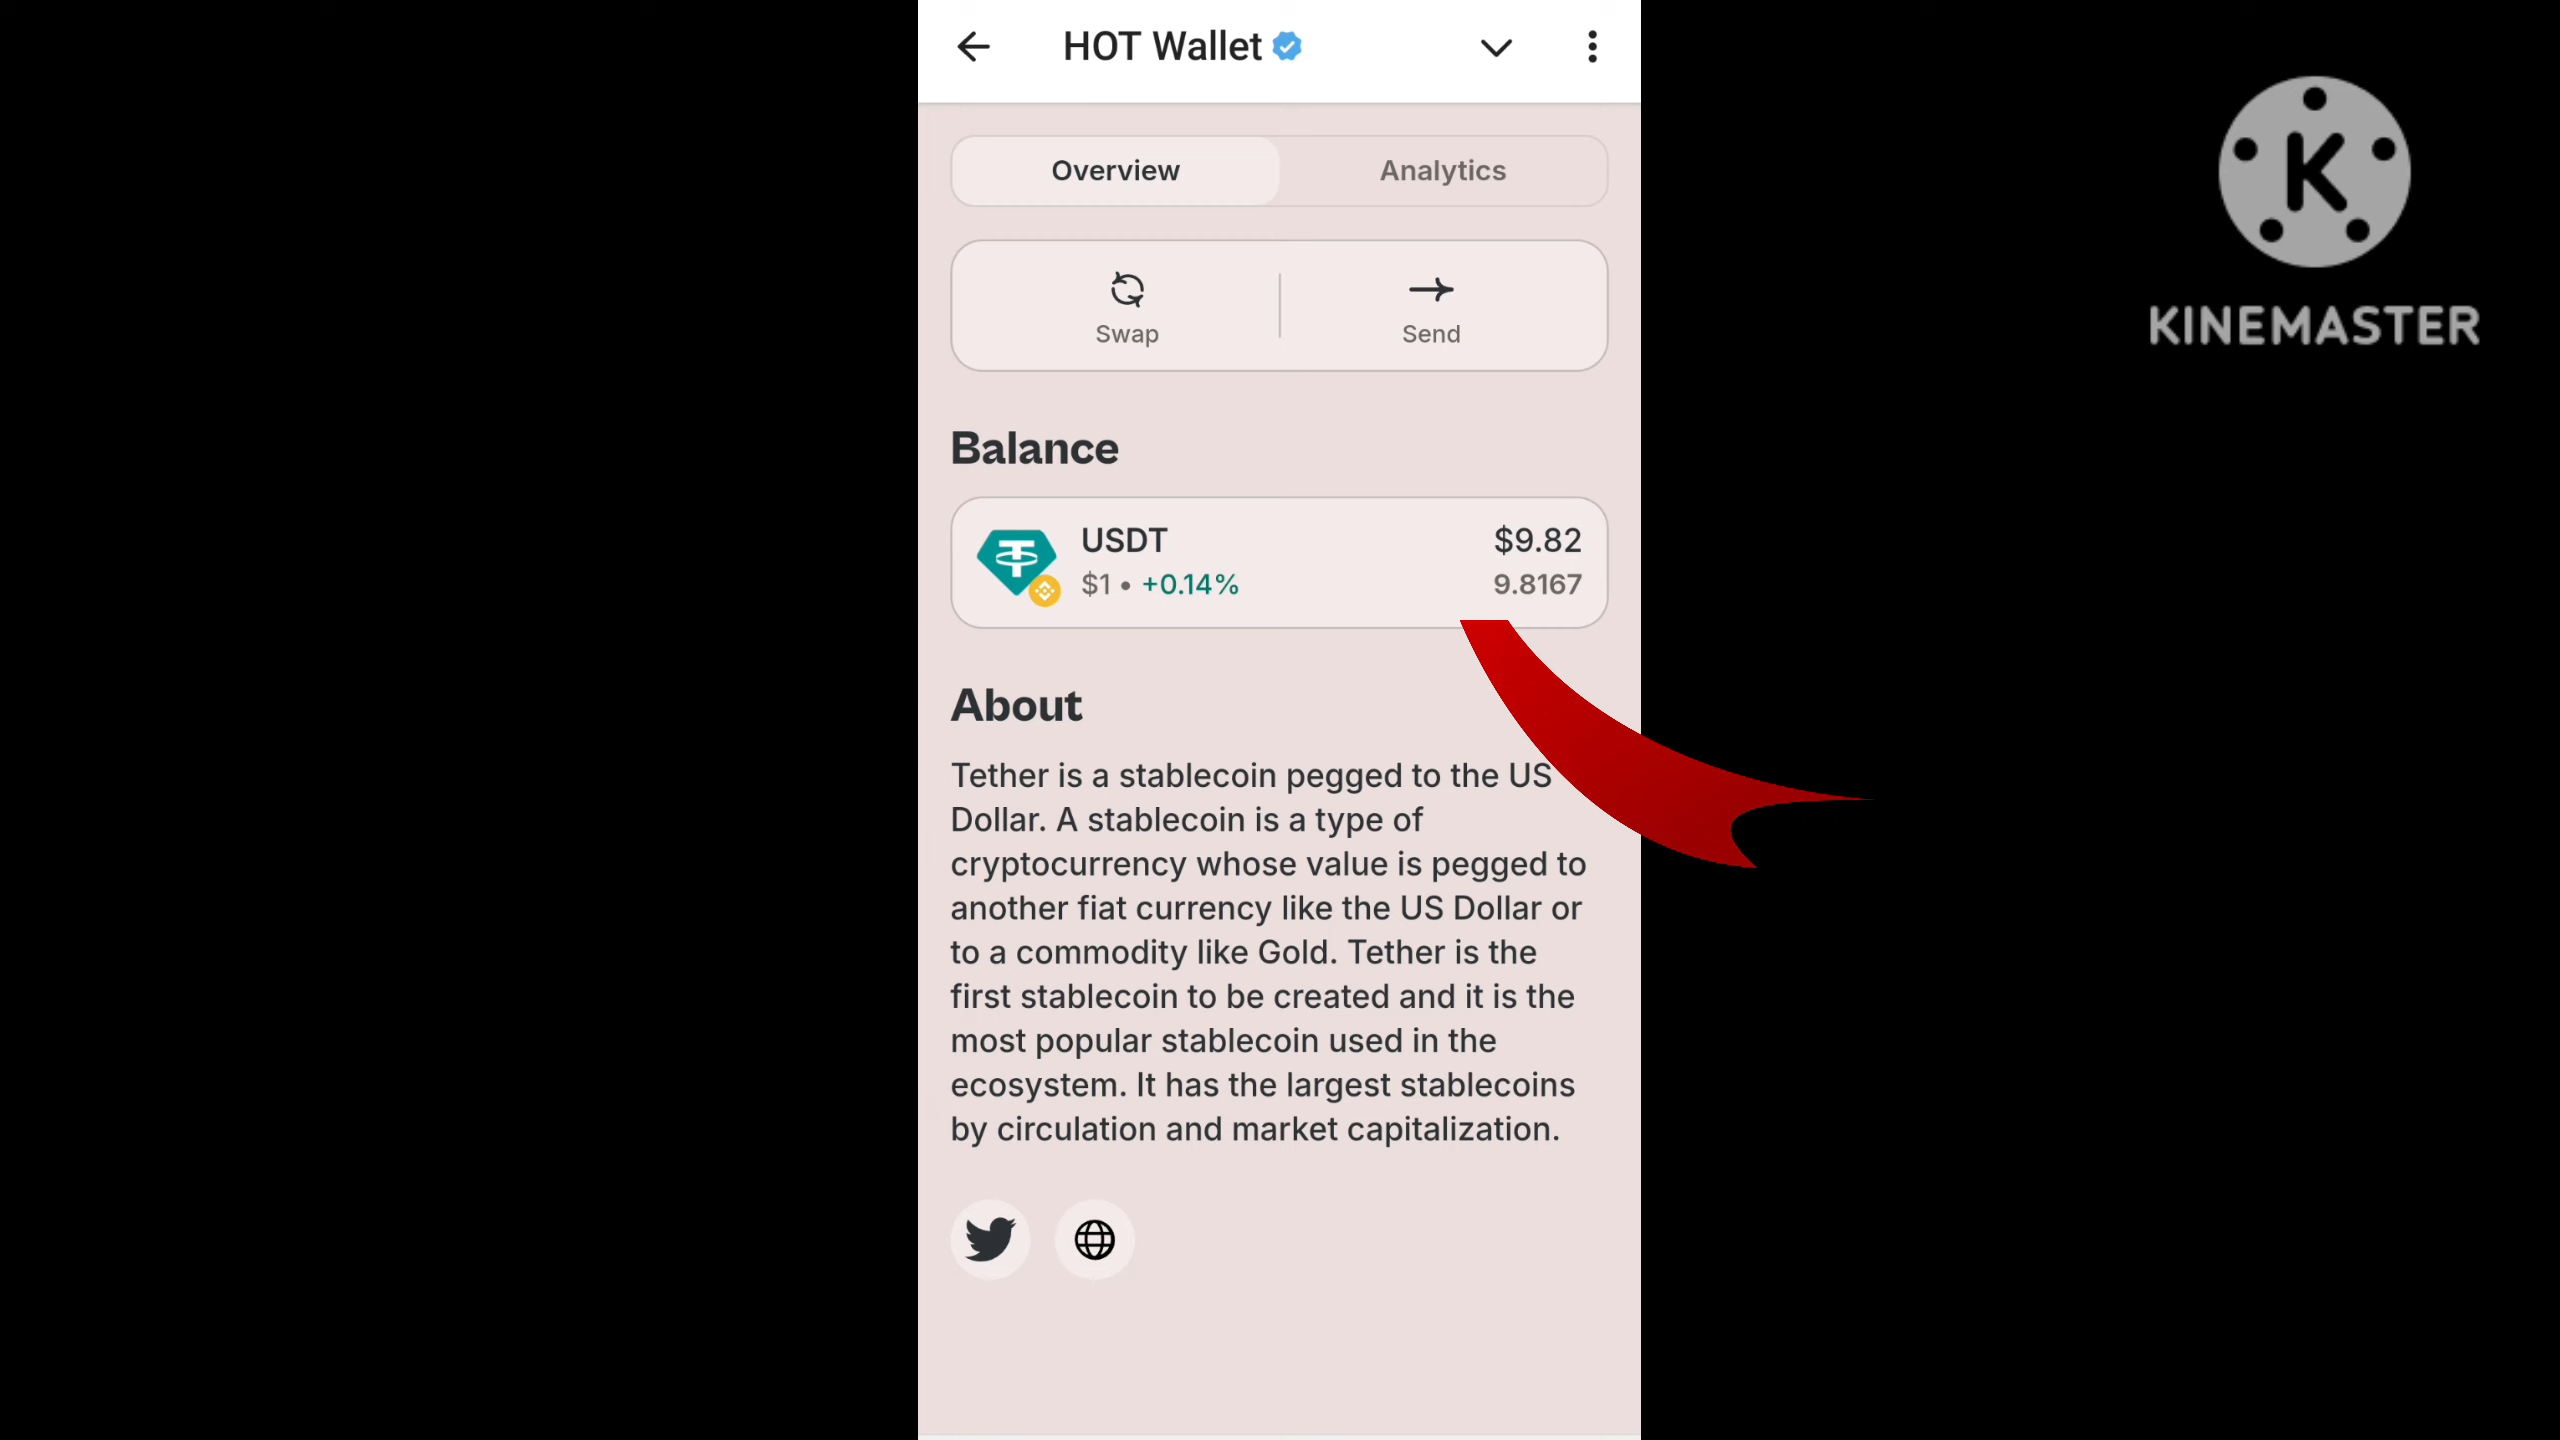 HOT Wallet
Overview
Analytics
Swap
Send
Balance
USDT
$9.82
$1 • +0.14%
9.8167
About
Tether is a stablecoin pegged to the US
Dollar. A stablecoin is a type of
cryptocurrency whose value is pegged to
another fiat currency like the US Dollar or
to a commodity like Gold. Tether is the
first stablecoin to be created and it is the
most popular stablecoin used in the
ecosystem. It has the largest stablecoins
by circulation and market capitalization.
K
KINEMASTER